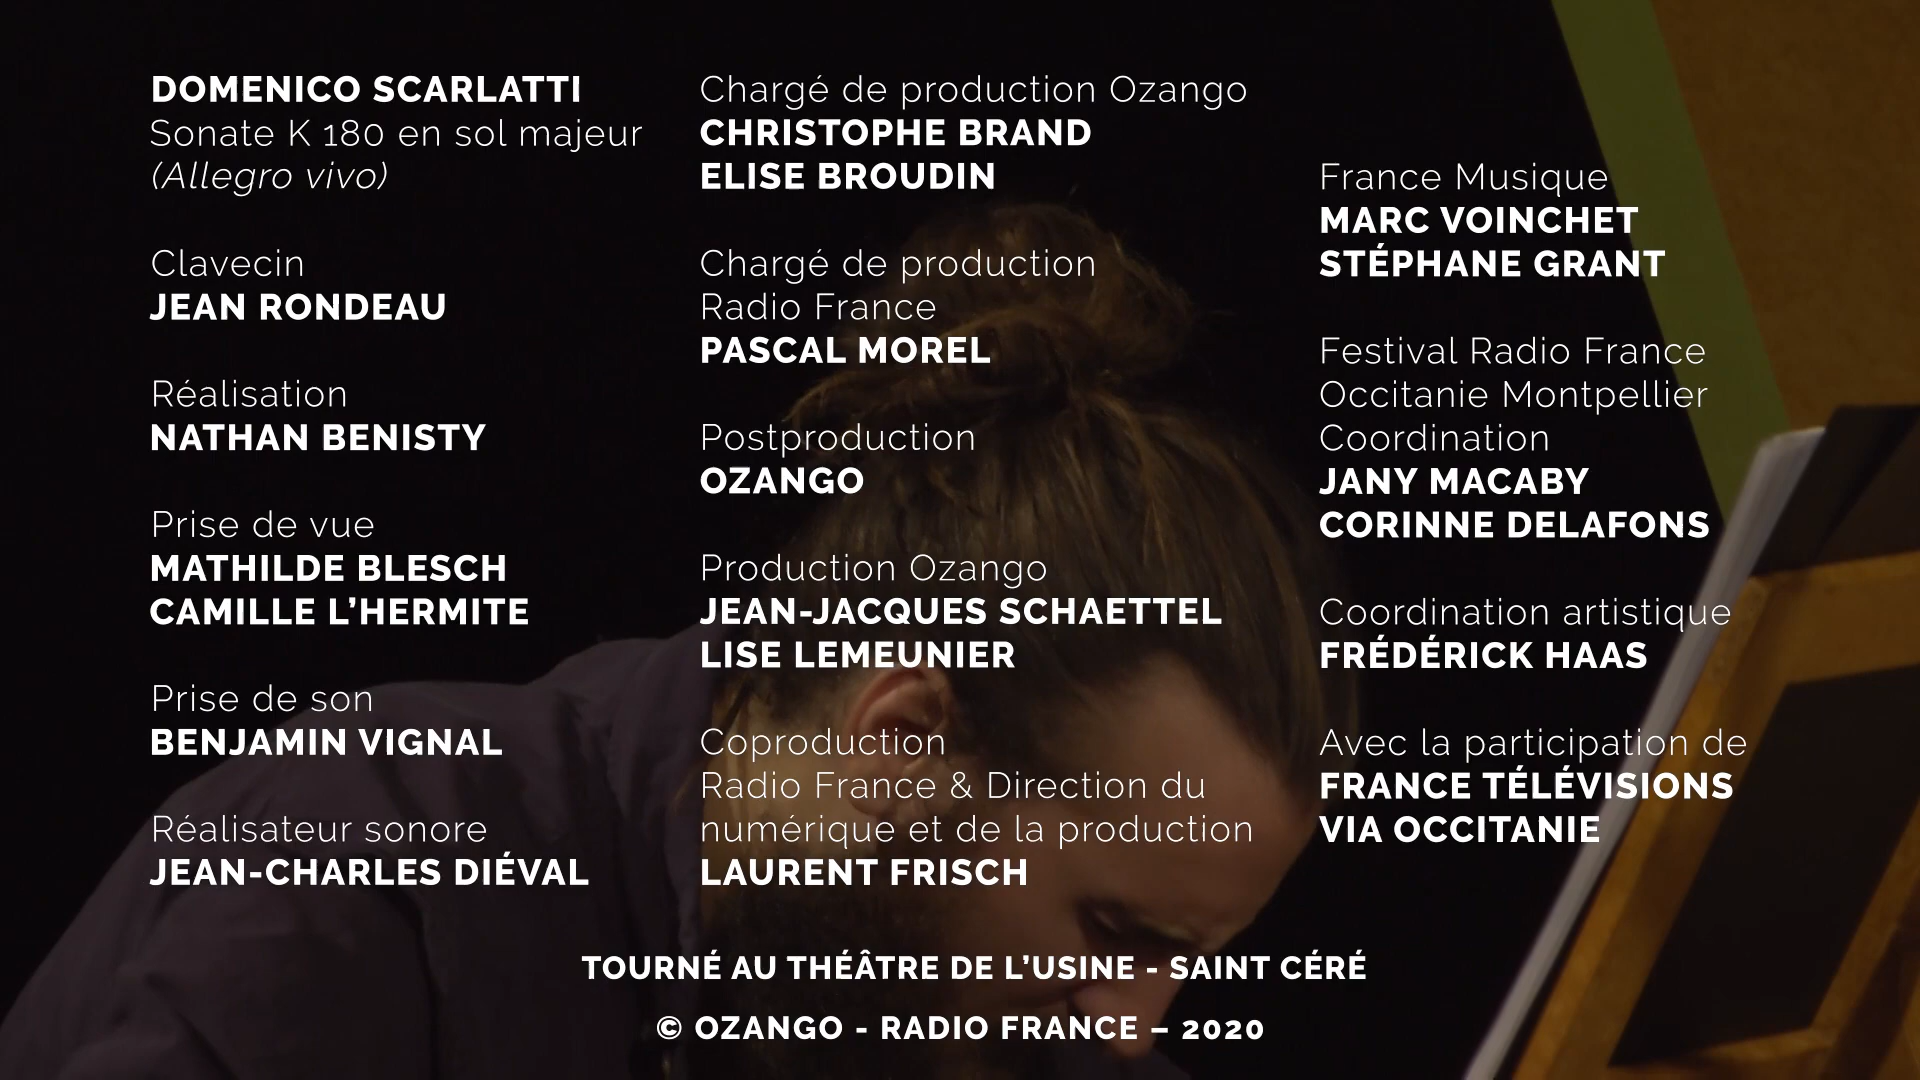 DOMENICO SCARLATTI
Sonate K 180 en sol majeur
(Allegro vivo)
Clavecin
JEAN RONDEAU
Réalisation
NATHAN BENISTY
Prise de vue
MATHILDE BLESCH
CAMILLE L’HERMITE
Prise de son
BENJAMIN VIGNAL
Réalisateur sonore
JEAN-CHARLES DIÉVAL
Chargé de production Ozango
CHRISTOPHE BRAND
ELISE BROUDIN
Chargé de production
Radio France
PASCAL MOREL
Postproduction
OZANGO
Production Ozango
JEAN-JACQUES SCHAETTEL
LISE LEMEUNIER
Coproduction
Radio France & Direction du
numérique et de la production
LAURENT FRISCH
France Musique
MARC VOINCHET
STÉPHANE GRANT
Festival Radio France
Occitanie Montpellier
Coordination
JANY MACABY
CORINNE DELAFONS
Coordination artistique
FRÉDÉRICK HAAS
Avec la participation de
FRANCE TÉLÉVISIONS
VIA OCCITANIE
TOURNÉ AU THÉÂTRE DE L’USINE - SAINT CÉRÉ
© OZANGO - RADIO FRANCE – 2020